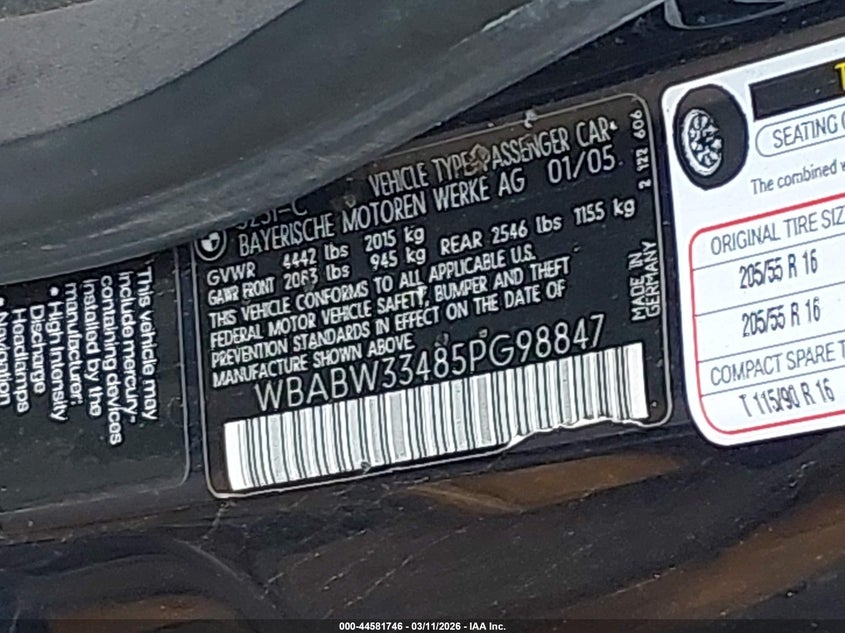 325i-C
VEHICLE TYPE: PASSENGER CAR
BAYERISCHE MOTOREN WERKE AG 01/05
GVWR 4442 lbs 2015 kg
GAWR FRONT 2083 lbs 945 kg REAR 2546 lbs 1155 kg
THIS VEHICLE CONFORMS TO ALL APPLICABLE U.S.
FEDERAL MOTOR VEHICLE SAFETY, BUMPER AND THEFT
PREVENTION STANDARDS IN EFFECT ON THE DATE OF
MANUFACTURE SHOWN ABOVE.
WBABW33485PG98847
2 122 606
MADE IN
GERMANY
This vehicle may
include mercury-
containing devices
installed by the
manufacturer:
• High Intensity
Discharge
Headlamps
• Navigation
SEATING
The combined
ORIGINAL TIRE SIZ
205/55 R 16
205/55 R 16
COMPACT SPARE T
T 115/90 R 16
000-44581746 - 03/11/2026 - IAA Inc.